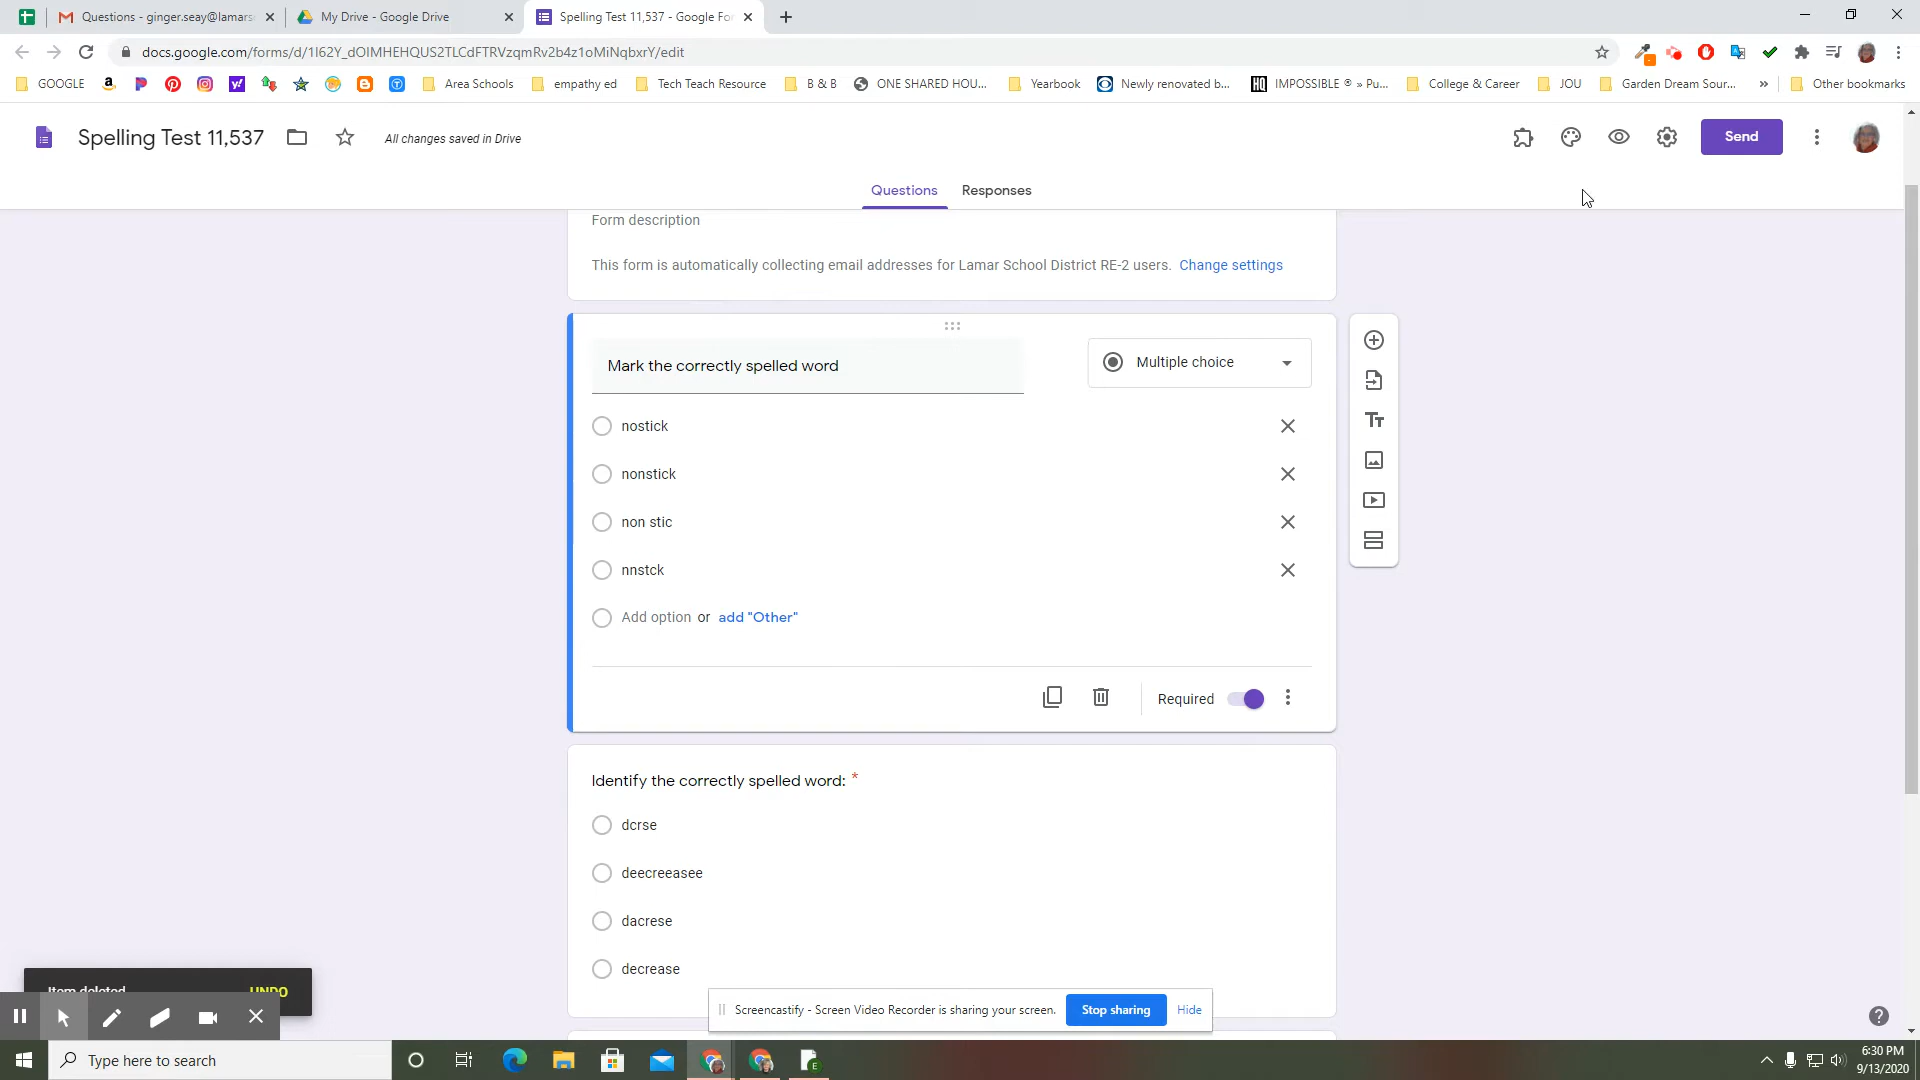 Questions - ginger.seay@lamars
My Drive - Google Drive
Spelling Test 11,537 - Google Fo
docs.google.com/forms/d/1I62Y_dOIMHEHQUS2TLCdFTRVzqmRv2b4z1oMiNqbxrY/edit
GOOGLE
Area Schools
empathy ed
Tech Teach Resource
B & B
ONE SHARED HOU...
Yearbook
Newly renovated b...
HQ
IMPOSSIBLE ® » Pu...
College & Career
JOU
Garden Dream Sour...
»
Other bookmarks
Spelling Test 11,537
All changes saved in Drive
Send
Questions
Responses
Form description
This form is automatically collecting email addresses for Lamar School District RE-2 users. Change settings
Mark the correctly spelled word
Multiple choice
nostick
nonstick
non stic
nnstck
Add option or add "Other"
Required
Identify the correctly spelled word: *
dcrse
deecreeasee
dacrese
decrease
Item deleted
UNDO
Screencastify - Screen Video Recorder is sharing your screen.
Stop sharing
Hide
Type here to search
6:30 PM
9/13/2020